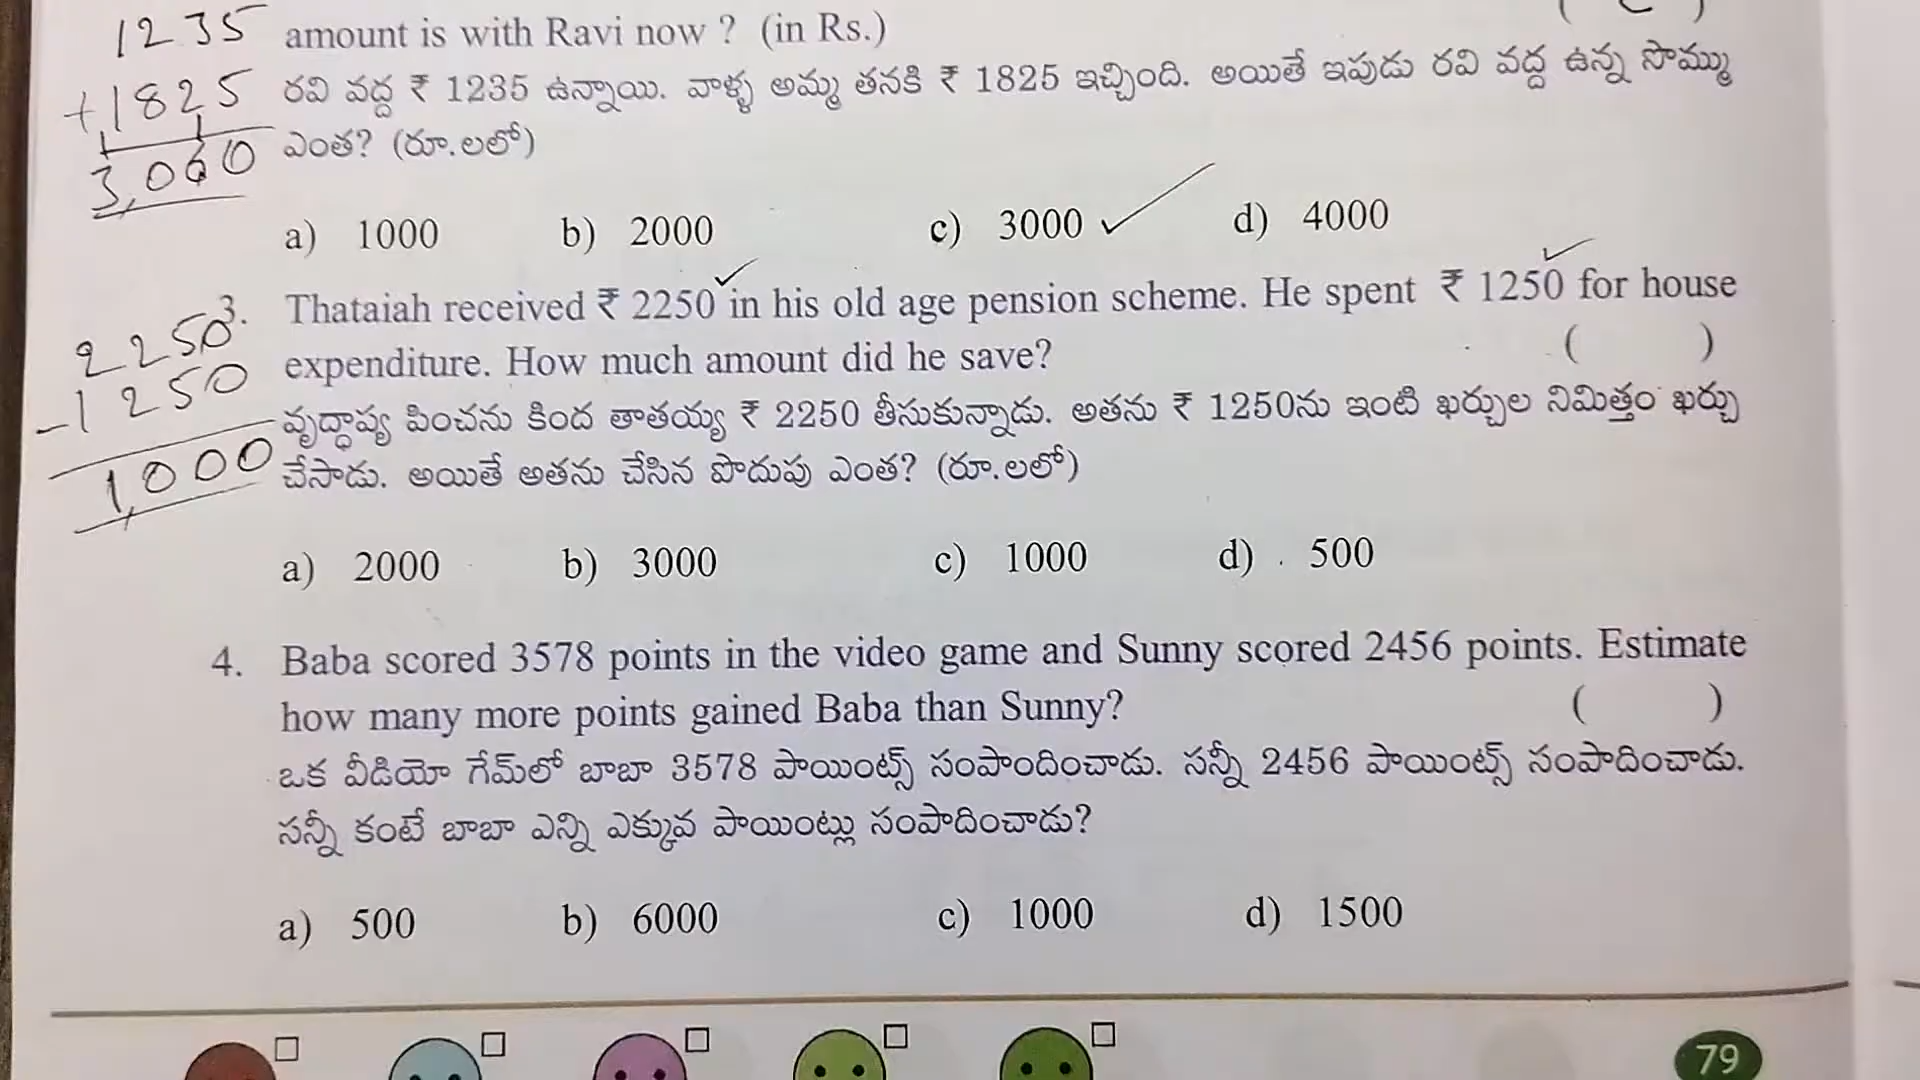 1235
+1825
3,060
amount is with Ravi now ? (in Rs.)
రవి వద్ద ₹ 1235 ఉన్నాయి. వాళ్ళ అమ్మ తనకి ₹ 1825 ఇచ్చింది. అయితే ఇపుడు రవి వద్ద ఉన్న సొమ్ము
ఎంత? (రూ.లలో)
a) 1000 b) 2000 c) 3000 ✓ d) 4000
3. Thataiah received ₹ 2250 in his old age pension scheme. He spent ₹ 1250 for house
expenditure. How much amount did he save? ( )
2250
-1250
1,000
వృద్ధాప్య పించను కింద తాతయ్య ₹ 2250 తీసుకున్నాడు. అతను ₹ 1250ను ఇంటి ఖర్చుల నిమిత్తం ఖర్చు
చేసాడు. అయితే అతను చేసిన పొదుపు ఎంత? (రూ.లలో)
a) 2000 b) 3000 c) 1000 d) 500
4. Baba scored 3578 points in the video game and Sunny scored 2456 points. Estimate
how many more points gained Baba than Sunny? ( )
ఒక వీడియో గేమ్‌లో బాబా 3578 పాయింట్స్ సంపాందించాడు. సన్నీ 2456 పాయింట్స్ సంపాదించాడు.
సన్నీ కంటే బాబా ఎన్ని ఎక్కువ పాయింట్లు సంపాదించాడు?
a) 500 b) 6000 c) 1000 d) 1500
79